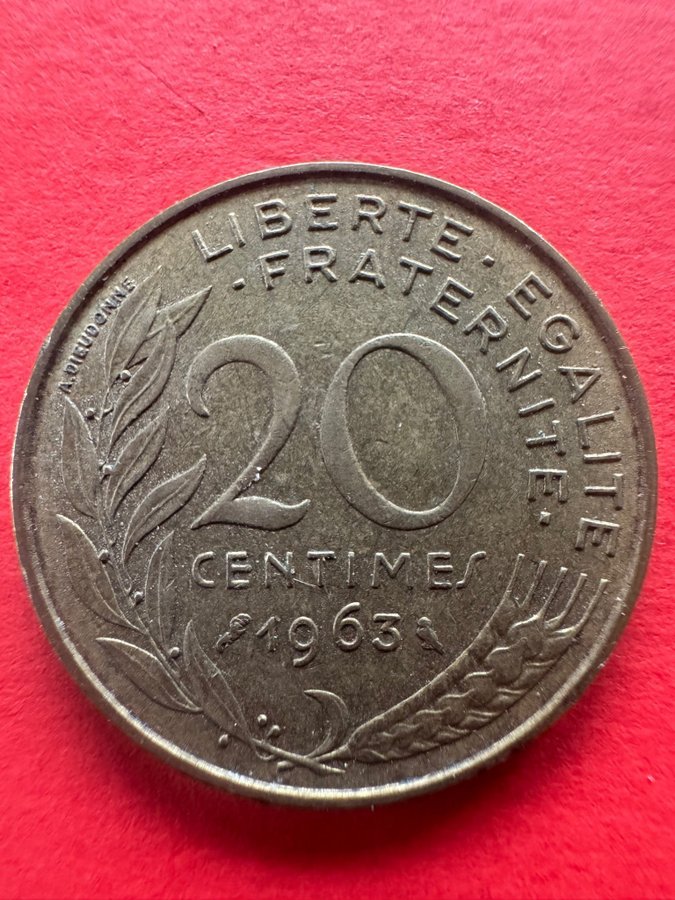 LIBERTE · EGALITE
· FRATERNITE ·
A.DIEUDONNE
20
CENTIMES
1963